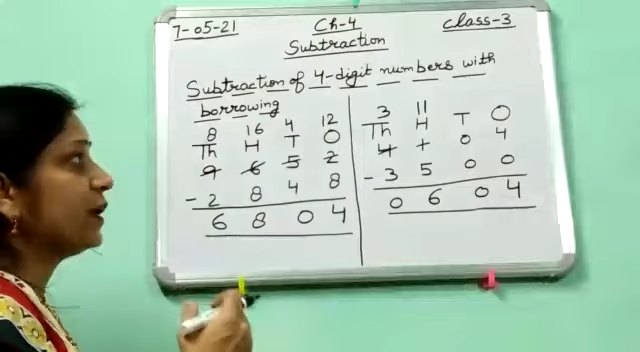 7-05-21 Ch-4 Class-3
Subtraction
Subtraction of 4-digit numbers with
borrowing
8 16 4 12
Th H T O
9 6 5 2
- 2 8 4 8
6 8 0 4
3 11
Th H T O
4 1 0 4
- 3 5 0 0
0 6 0 4